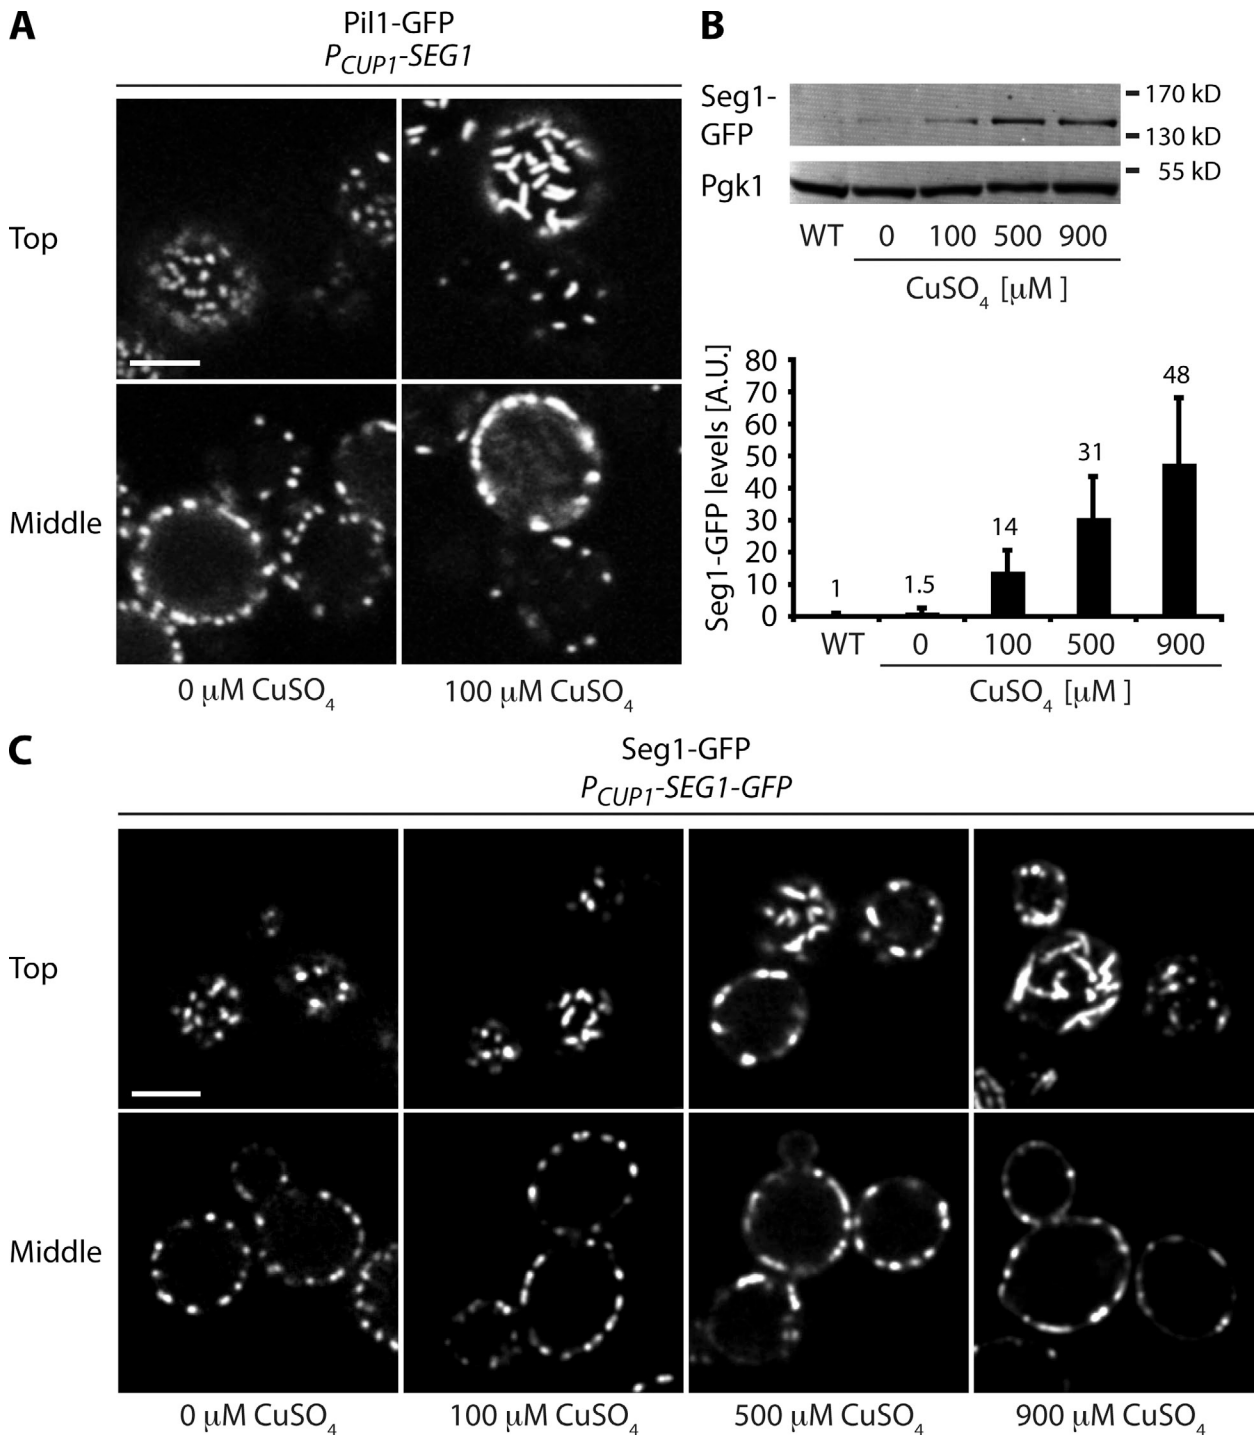 A
Pil1-GFP
PCUP1-SEG1
Top
Middle
0 μM CuSO4
100 μM CuSO4
B
Seg1-
GFP
170 kD
130 kD
Pgk1
55 kD
WT 0 100 500 900
CuSO4 [μM ]
Seg1-GFP levels [A.U.]
80
70
60
50
40
30
20
10
0
1
1.5
14
31
48
WT 0 100 500 900
CuSO4 [μM ]
C
Seg1-GFP
PCUP1-SEG1-GFP
Top
Middle
0 μM CuSO4
100 μM CuSO4
500 μM CuSO4
900 μM CuSO4